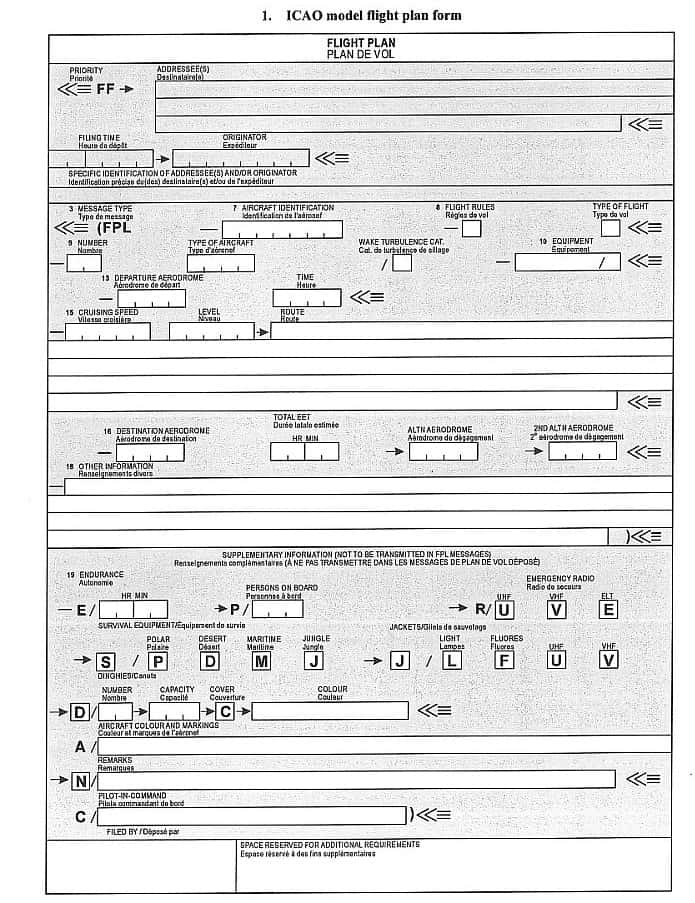 1. ICAO model flight plan form
FLIGHT PLAN
PLAN DE VOL
PRIORITY
Priorité
ADDRESSEE(S)
Destinataire(s)
<<≡ FF →
<<≡
FILING TIME
Heure de dépôt
ORIGINATOR
Expéditeur
→ <<≡
SPECIFIC IDENTIFICATION OF ADDRESSEE(S) AND/OR ORIGINATOR
Identification précise du(des) destinataire(s) et/ou de l'expéditeur
3 MESSAGE TYPE
Type de message
7 AIRCRAFT IDENTIFICATION
Identification de l'aéronef
8 FLIGHT RULES
Règles de vol
TYPE OF FLIGHT
Type de vol
<<≡ (FPL — — <<≡
9 NUMBER
Nombre
TYPE OF AIRCRAFT
Type d'aéronef
WAKE TURBULENCE CAT.
Cat. de turbulence de sillage
10 EQUIPMENT
Équipement
— / — / <<≡
13 DEPARTURE AERODROME
Aérodrome de départ
TIME
Heure
— <<≡
15 CRUISING SPEED
Vitesse croisière
LEVEL
Niveau
ROUTE
Route
— →
<<≡
16 DESTINATION AERODROME
Aérodrome de destination
TOTAL EET
Durée totale estimée
HR MIN
ALTN AERODROME
Aérodrome de dégagement
2ND ALTN AERODROME
2e aérodrome de dégagement
— → → <<≡
18 OTHER INFORMATION
Renseignements divers
—
)<<≡
SUPPLEMENTARY INFORMATION (NOT TO BE TRANSMITTED IN FPL MESSAGES)
Renseignements complémentaires (À NE PAS TRANSMETTRE DANS LES MESSAGES DE PLAN DE VOL DÉPOSÉ)
19 ENDURANCE
Autonomie
HR MIN
PERSONS ON BOARD
Personnes à bord
EMERGENCY RADIO
Radio de secours
UHF VHF ELT
— E / → P / → R/ U V E
SURVIVAL EQUIPMENT/Équipement de survie
POLAR
Polaire
DESERT
Désert
MARITIME
Maritime
JUNGLE
Jungle
JACKETS/Gilets de sauvetage
LIGHT
Lampes
FLUORES
Fluores
UHF VHF
→ S / P D M J → J / L F U V
DINGHIES/Canots
NUMBER
Nombre
CAPACITY
Capacité
COVER
Couverture
COLOUR
Couleur
→ D / → → C → <<≡
AIRCRAFT COLOUR AND MARKINGS
Couleur et marques de l'aéronef
A /
REMARKS
Remarques
→ N / <<≡
PILOT-IN-COMMAND
Pilote commandant de bord
C / )<<≡
FILED BY / Déposé par
SPACE RESERVED FOR ADDITIONAL REQUIREMENTS
Espace réservé à des fins supplémentaires